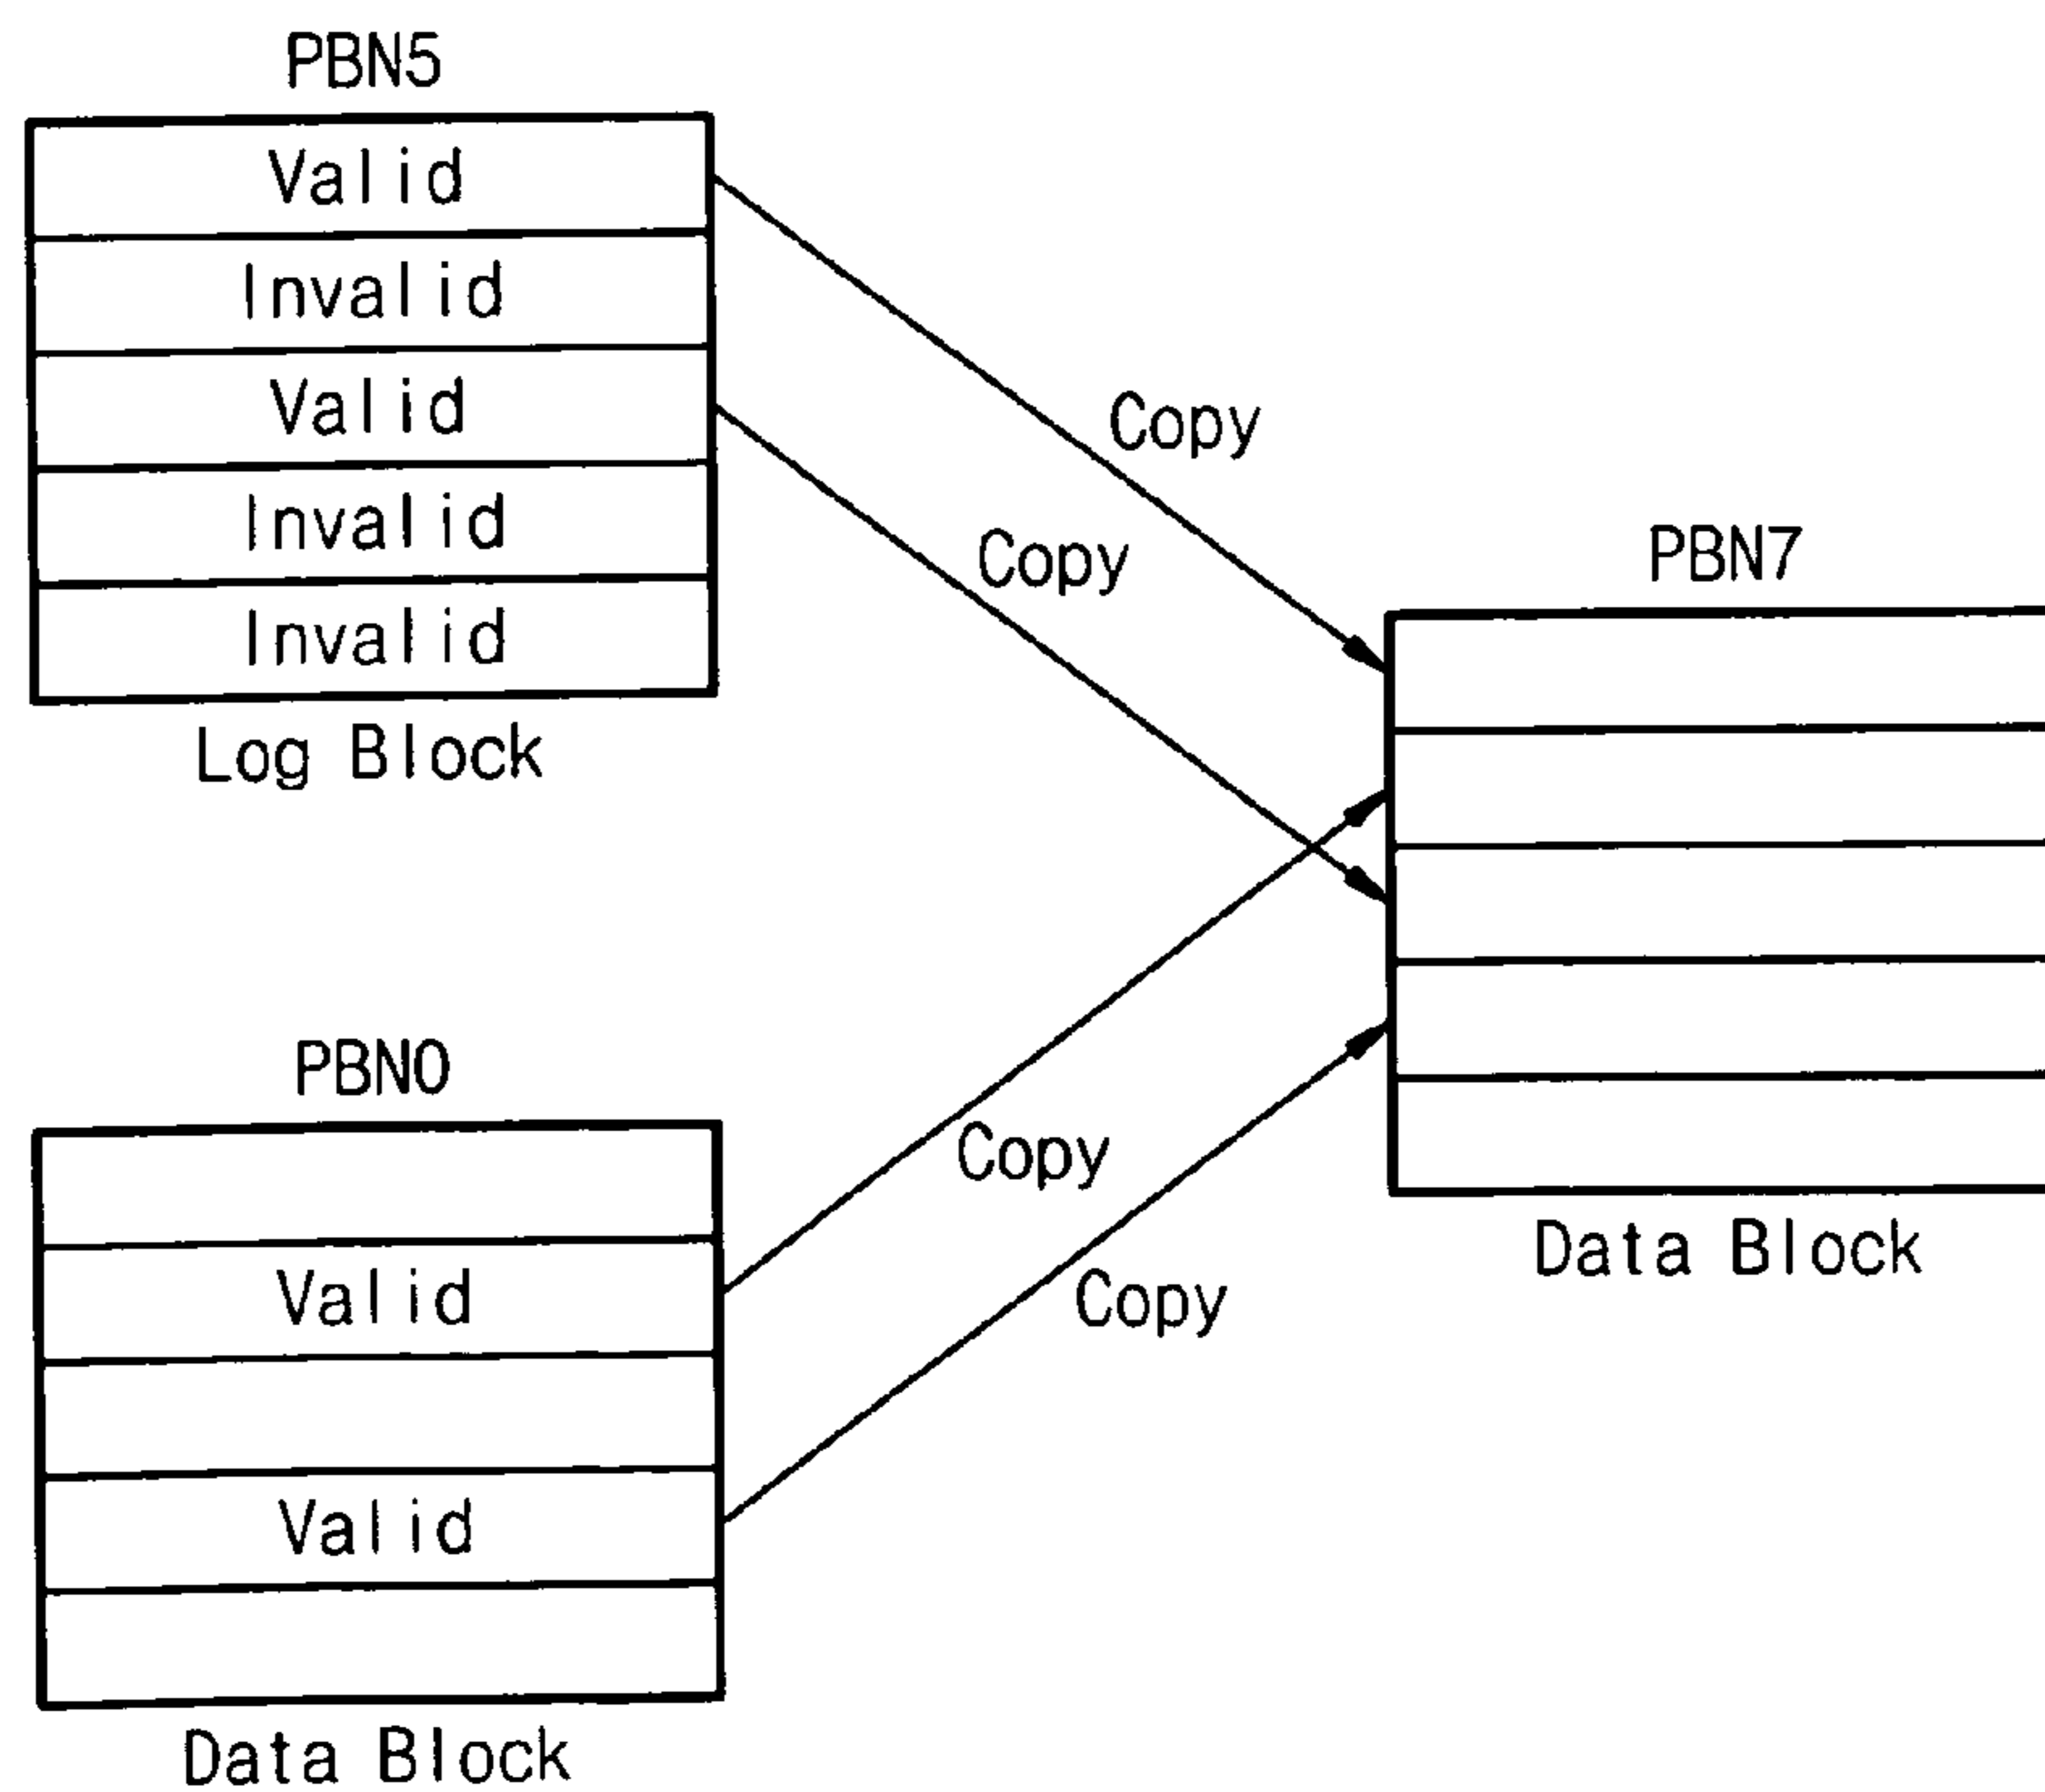 PBN5
Valid
Invalid
Valid
Invalid
Invalid
Log Block
Copy
Copy
PBN7
Data Block
PBN0
Valid
Valid
Data Block
Copy
Copy